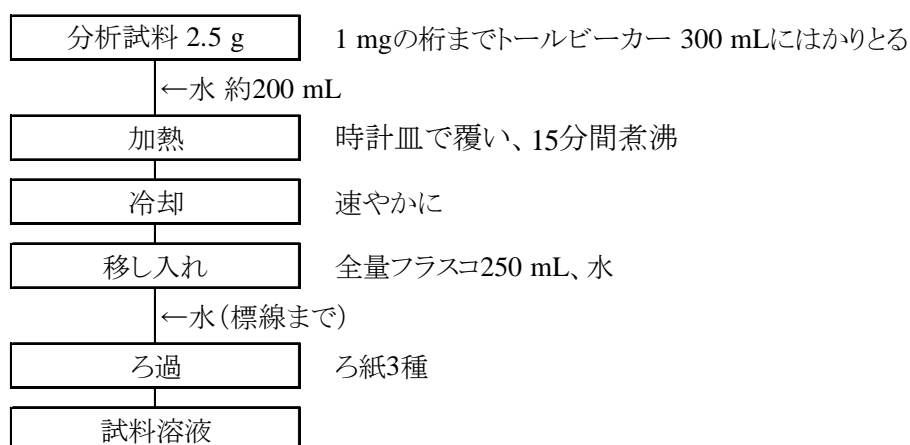 分析試料 2.5 g 1 mgの桁までトールビーカー 300 mLにはかりとる
←水 約200 mL
加熱 時計皿で覆い、15分間煮沸
冷却 速やかに
移し入れ 全量フラスコ250 mL、水
←水(標線まで)
ろ過 ろ紙3種
試料溶液